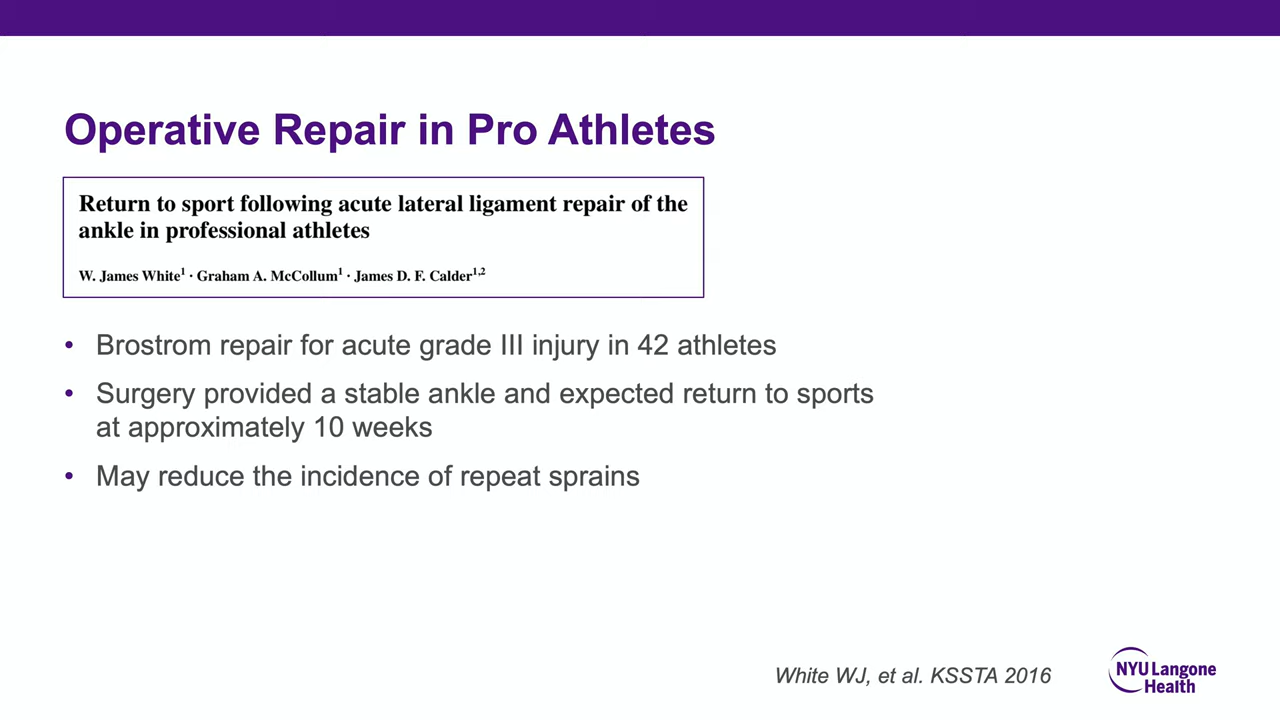 Operative Repair in Pro Athletes
Return to sport following acute lateral ligament repair of the
ankle in professional athletes
W. James White1 · Graham A. McCollum1 · James D. F. Calder1,2
• Brostrom repair for acute grade III injury in 42 athletes
• Surgery provided a stable ankle and expected return to sports
at approximately 10 weeks
• May reduce the incidence of repeat sprains
White WJ, et al. KSSTA 2016
NYU Langone
Health